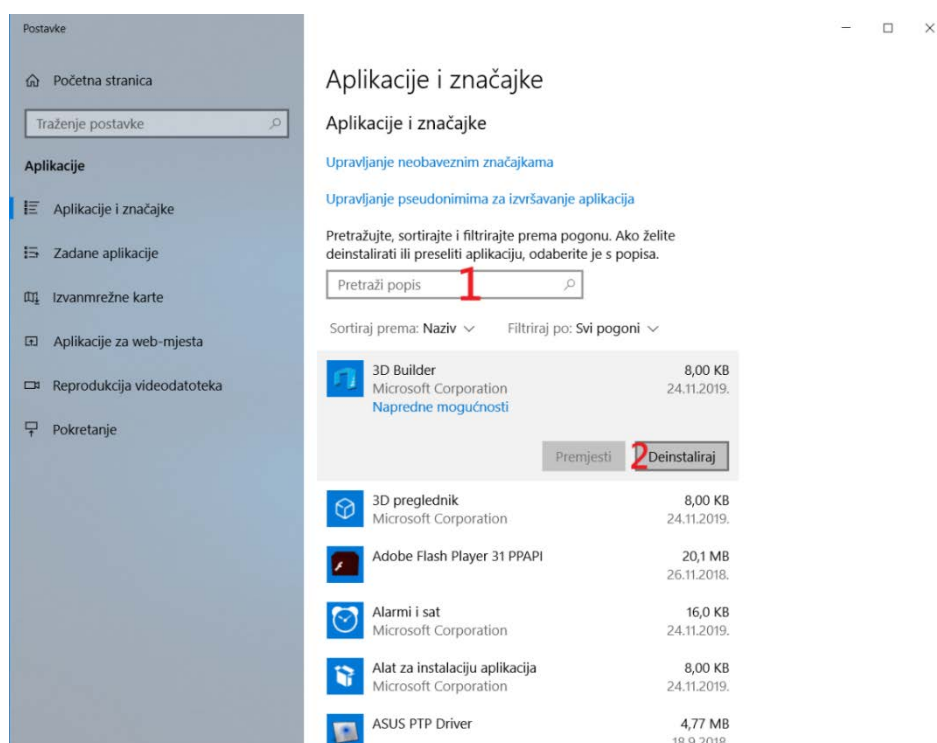 Postavke
Početna stranica
Traženje postavke
Aplikacije
Aplikacije i značajke
Zadane aplikacije
Izvanmrežne karte
Aplikacije za web-mjesta
Reprodukcija videodatoteka
Pokretanje
Aplikacije i značajke
Aplikacije i značajke
Upravljanje neobaveznim značajkama
Upravljanje pseudonimima za izvršavanje aplikacija
Pretražujte, sortirajte i filtrirajte prema pogonu. Ako želite
deinstalirati ili preseliti aplikaciju, odaberite je s popisa.
Pretraži popis 1
Sortiraj prema: Naziv Filtriraj po: Svi pogoni
3D Builder 8,00 KB
Microsoft Corporation 24.11.2019.
Napredne mogućnosti
Premjesti 2 Deinstaliraj
3D preglednik 8,00 KB
Microsoft Corporation 24.11.2019.
Adobe Flash Player 31 PPAPI 20,1 MB
26.11.2018.
Alarmi i sat 16,0 KB
Microsoft Corporation 24.11.2019.
Alat za instalaciju aplikacija 8,00 KB
Microsoft Corporation 24.11.2019.
ASUS PTP Driver 4,77 MB
18.9.2018.